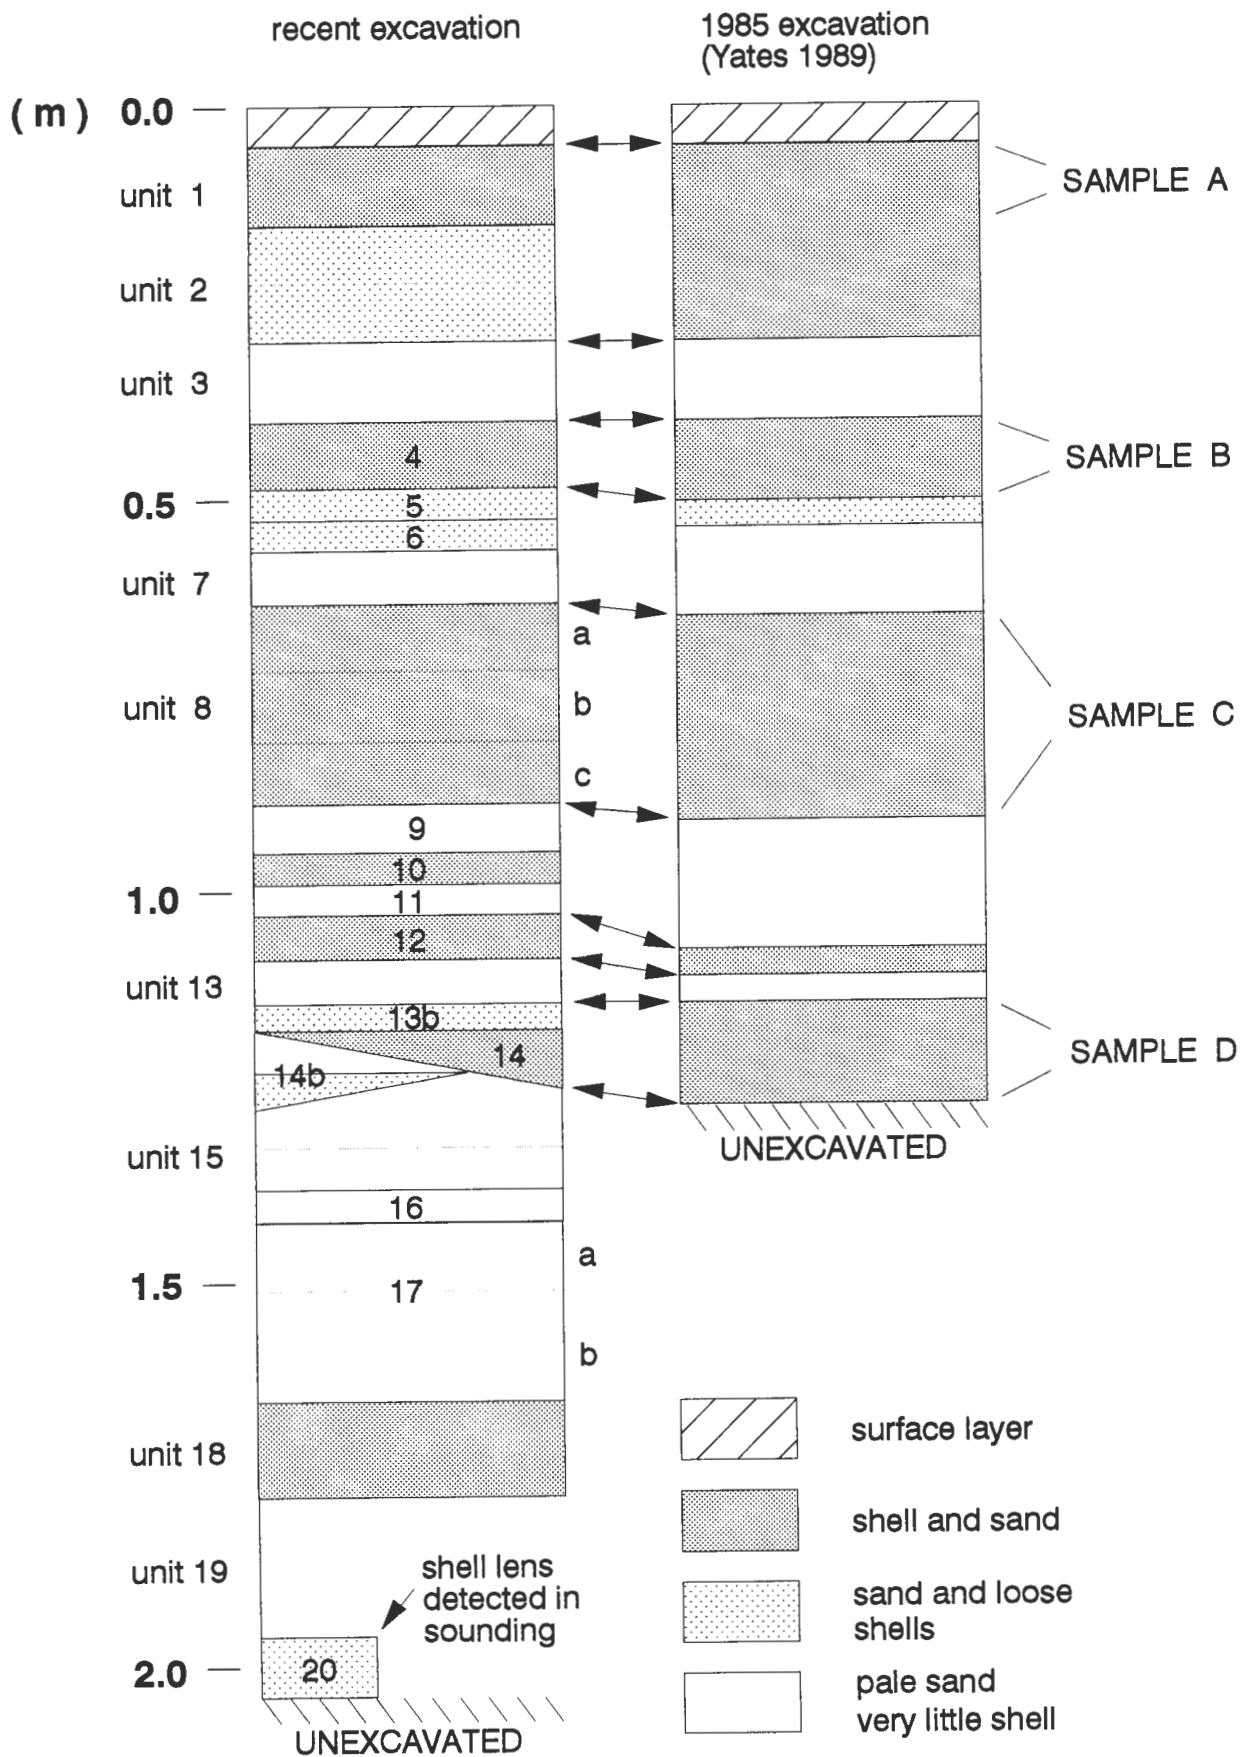 recent excavation
1985 excavation
(Yates 1989)
(m) 0.0
unit 1
SAMPLE A
unit 2
unit 3
4
SAMPLE B
0.5
5
6
unit 7
a
unit 8
b
SAMPLE C
c
9
10
1.0
11
12
unit 13
13b
14
SAMPLE D
14b
UNEXCAVATED
unit 15
16
a
1.5
17
b
surface layer
unit 18
shell and sand
unit 19
shell lens
detected in
sounding
sand and loose
shells
2.0
20
pale sand
very little shell
UNEXCAVATED